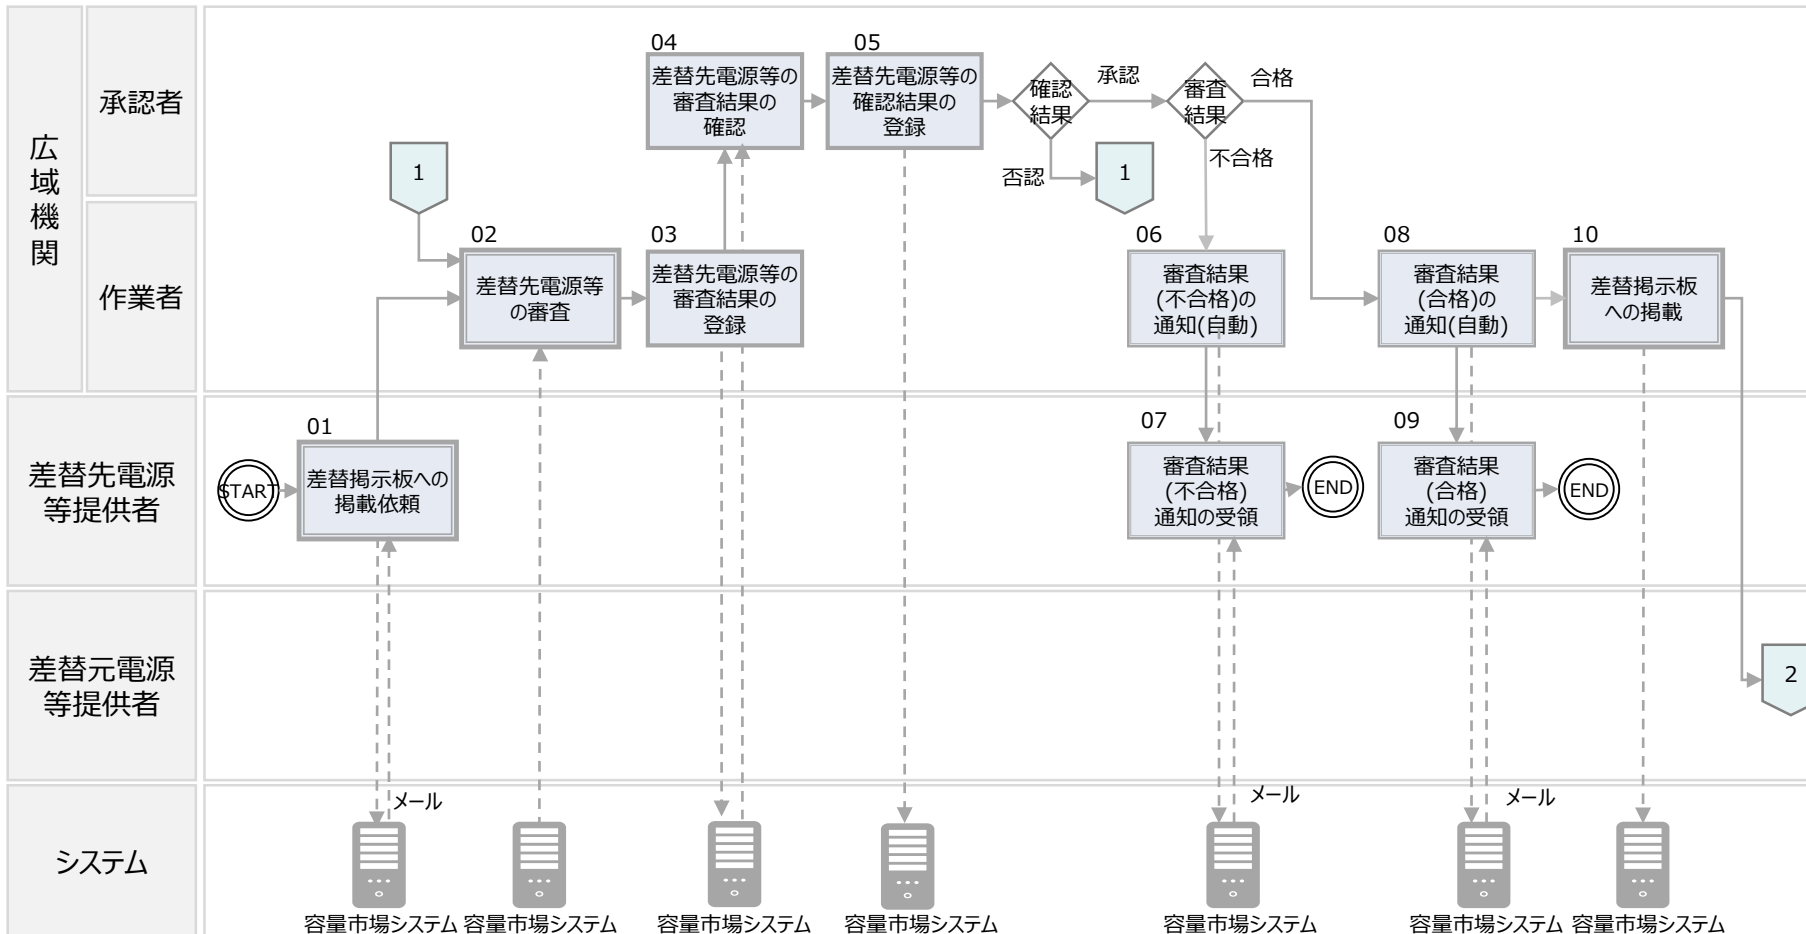 広
域
機
関
承認者
作業者
差替先電源
等提供者
差替元電源
等提供者
システム
04
差替先電源等の
審査結果の
確認
05
差替先電源等の
確認結果の
登録
確認
結果
承認
審査
結果
合格
不合格
否認
1
1
02
差替先電源等
の審査
03
差替先電源等の
審査結果の
登録
06
審査結果
(不合格)の
通知(自動)
08
審査結果
(合格)の
通知(自動)
10
差替掲示板
への掲載
START
01
差替掲示板への
掲載依頼
07
審査結果
(不合格)
通知の受領
END
09
審査結果
(合格)
通知の受領
END
2
メール
メール
メール
容量市場システム
容量市場システム
容量市場システム
容量市場システム
容量市場システム
容量市場システム
容量市場システム